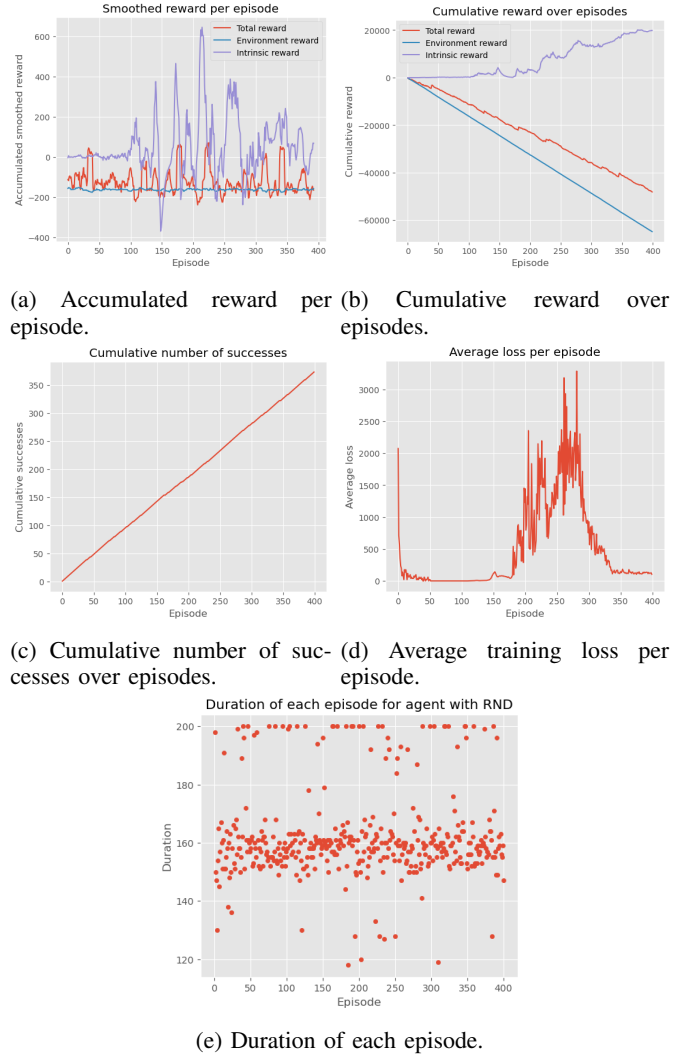 Smoothed reward per episode
Total reward
Environment reward
Intrinsic reward
600
400
200
0
−200
−400
Accumulated smoothed reward
0 50 100 150 200 250 300 350 400
Episode
Cumulative reward over episodes
Total reward
Environment reward
Intrinsic reward
20000
0
−20000
−40000
−60000
Cumulative reward
0 50 100 150 200 250 300 350 400
Episode
(a) Accumulated reward per episode.
(b) Cumulative reward over episodes.
Cumulative number of successes
350
300
250
200
150
100
50
0
Cumulative successes
0 50 100 150 200 250 300 350 400
Episode
Average loss per episode
3000
2500
2000
1500
1000
500
0
Average loss
0 50 100 150 200 250 300 350 400
Episode
(c) Cumulative number of suc-
cesses over episodes.
(d) Average training loss per
episode.
Duration of each episode for agent with RND
200
180
160
140
120
Duration
0 50 100 150 200 250 300 350 400
Episode
(e) Duration of each episode.